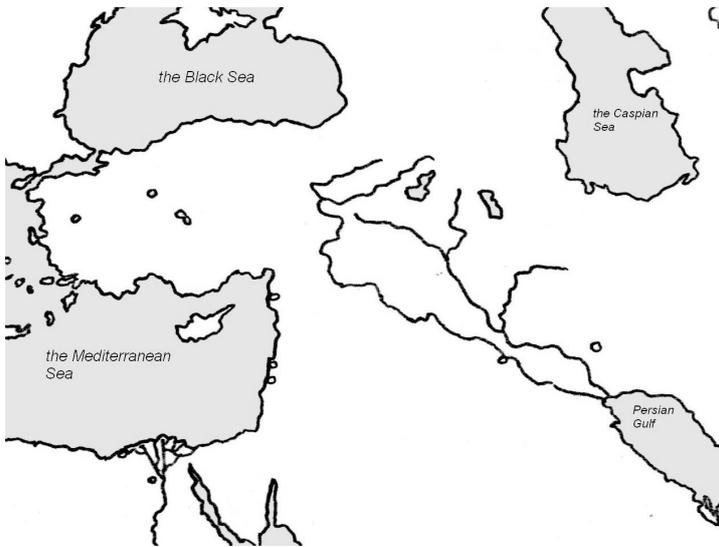 the Black Sea
the Caspian
Sea
the Mediterranean
Sea
Persian
Gulf